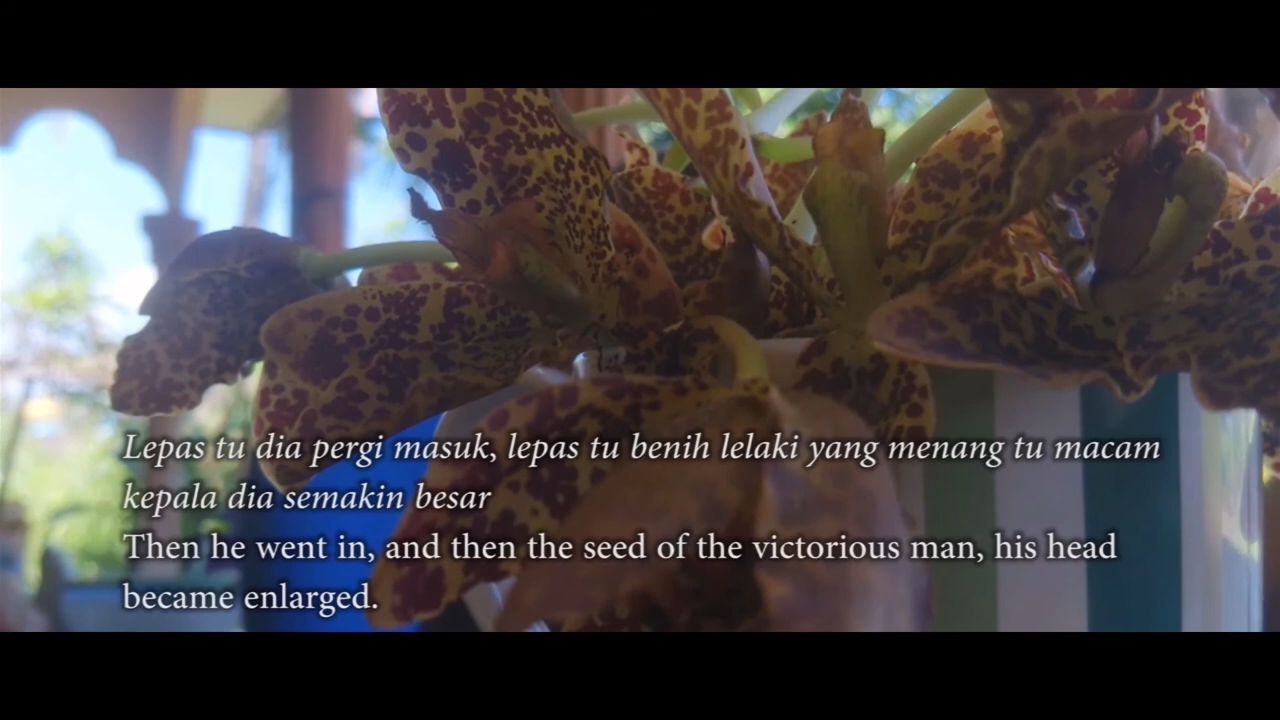 Lepas tu dia pergi masuk, lepas tu benih lelaki yang menang tu macam
kepala dia semakin besar
Then he went in, and then the seed of the victorious man, his head
became enlarged.